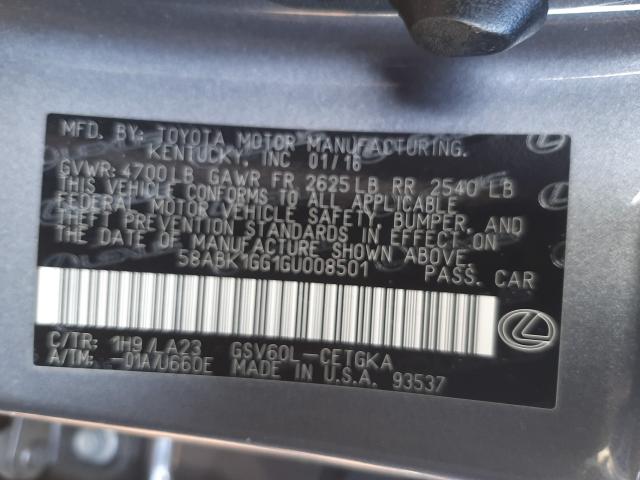 MFD. BY: TOYOTA MOTOR MANUFACTURING.
KENTUCKY, INC 01/16
GVWR: 4700LB GAWR FR 2625LB RR 2540 LB
THIS VEHICLE CONFORMS TO ALL APPLICABLE
FEDERAL MOTOR VEHICLE SAFETY, BUMPER, AND
THEFT PREVENTION STANDARDS IN EFFECT ON
THE DATE OF MANUFACTURE SHOWN ABOVE.
58ABK1GG1GU008501 PASS. CAR
C/TR: 1H9/LA23 GSV60L-CETGKA
A/TM: -01A/U660E MADE IN U.S.A. 93537